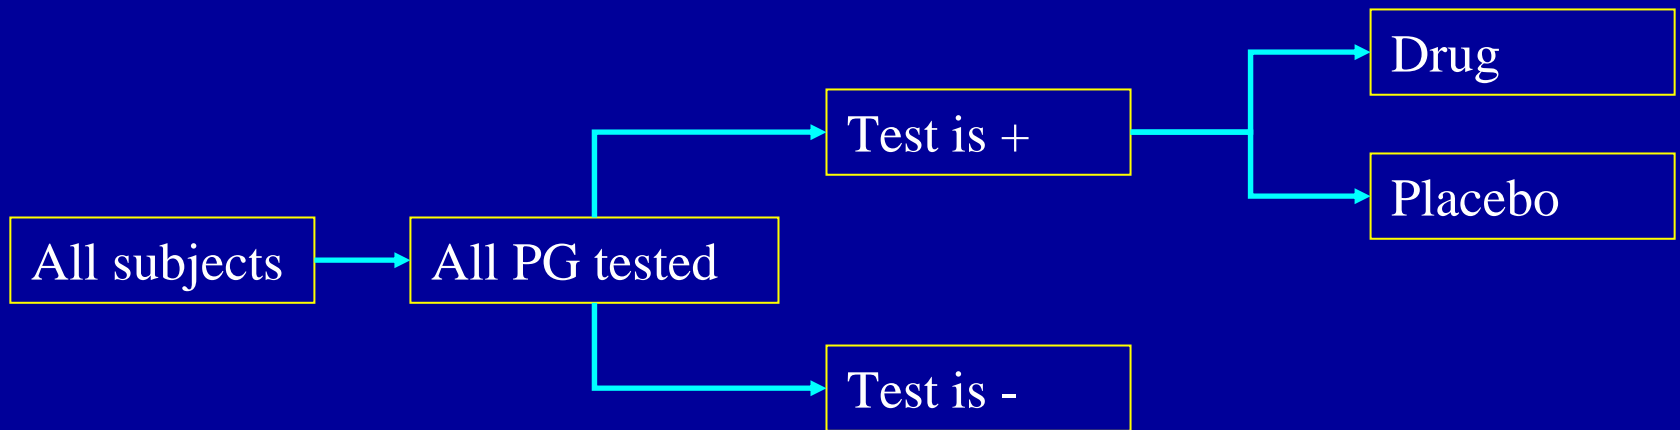 All subjects
All PG tested
Test is +
Drug
Placebo
Test is -